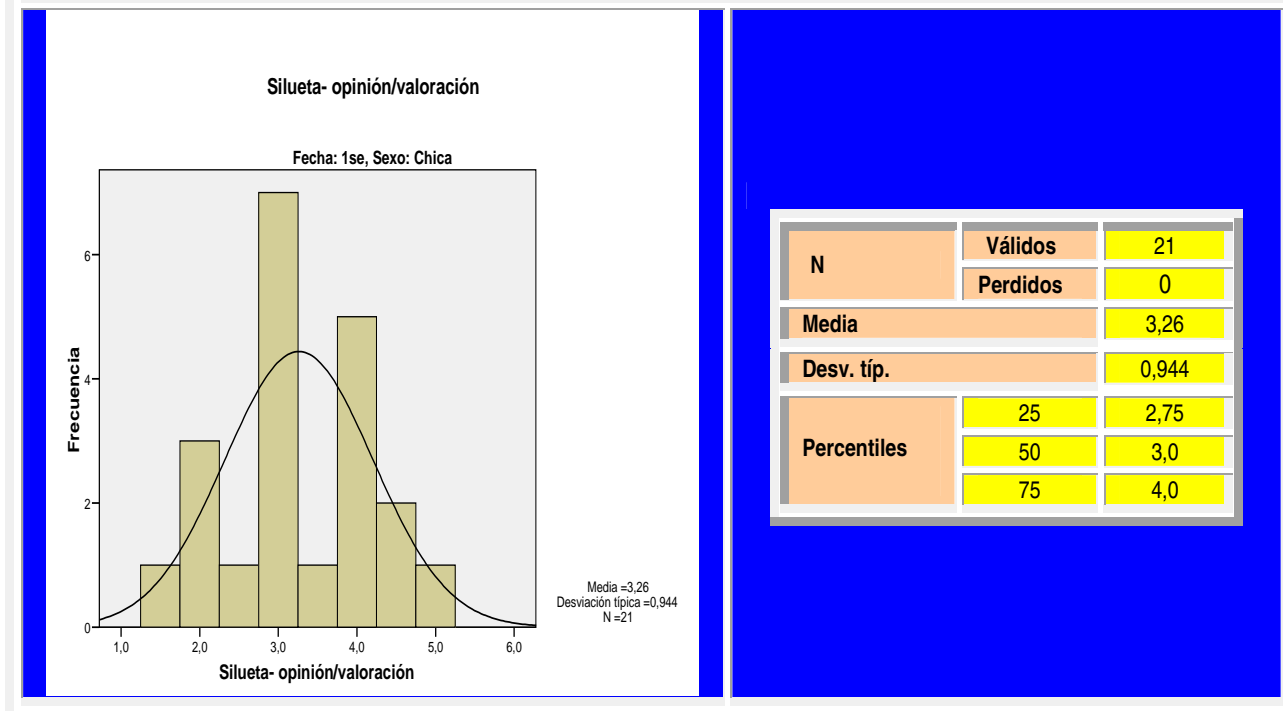 Silueta- opinión/valoración
Fecha: 1se, Sexo: Chica
Frecuencia
6
4
2
0
1,0 2,0 3,0 4,0 5,0 6,0
Silueta- opinión/valoración
Media =3,26
Desviación típica =0,944
N =21
N Válidos 21
Perdidos 0
Media 3,26
Desv. típ. 0,944
Percentiles 25 2,75
50 3,0
75 4,0